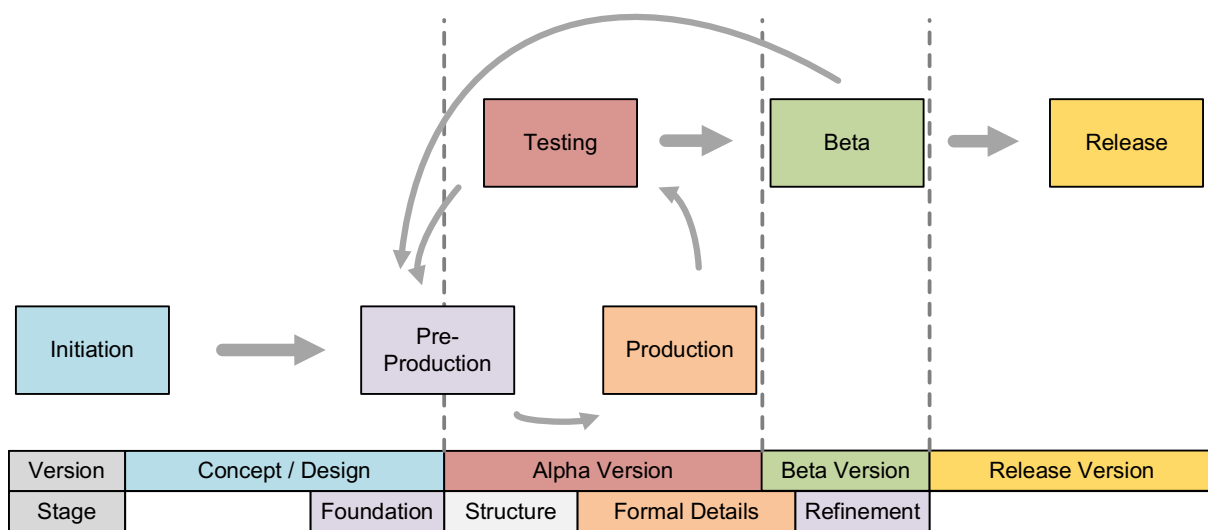 Testing
Beta
Release
Initiation
Pre-
Production
Production
Version
Concept / Design
Alpha Version
Beta Version
Release Version
Stage
Foundation
Structure
Formal Details
Refinement